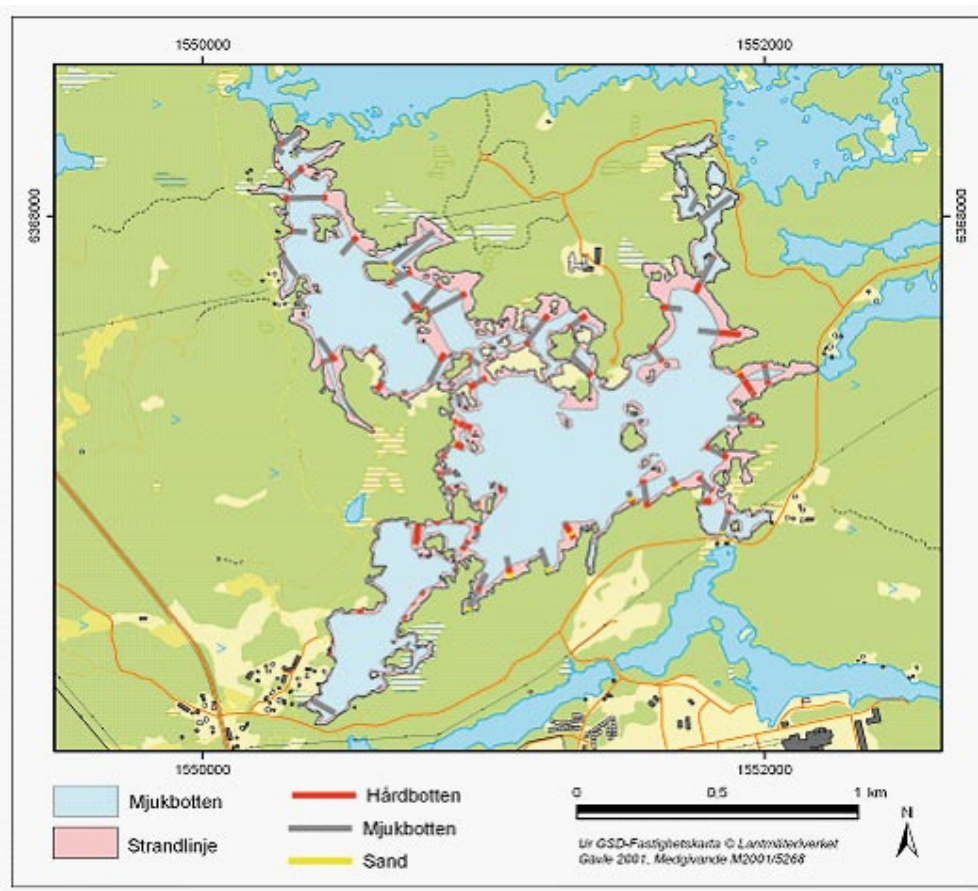 1550000
1552000
6368000
6368000
1550000
1552000
Mjukbotten
Strandlinje
Hårdbotten
Mjukbotten
Sand
0 0,5 1 km
N
Ur GSD-Fastighetskarta © Lantmäteriverket
Gävle 2001, Medgivande M2001/5268